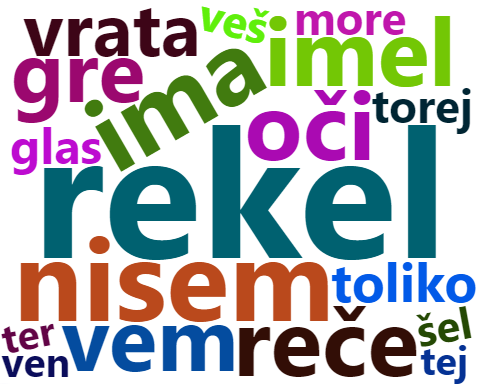 vrata
veš
more
gre
ima
imel
glas
oči
torej
rekel
nisem
toliko
ter
vem
reče
šel
ven
tej